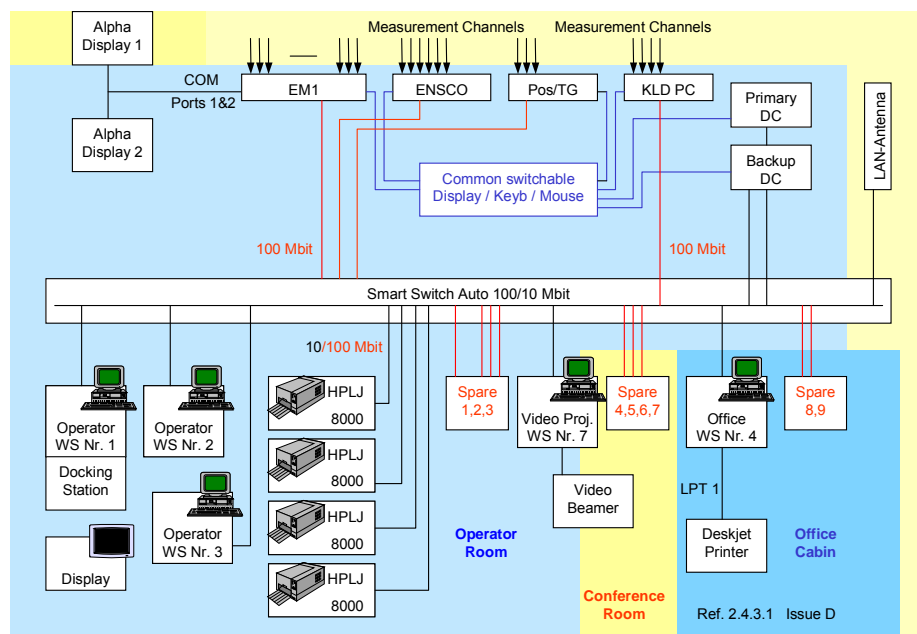 Alpha
Display 1
Measurement Channels
Measurement Channels
COM
Ports 1&2
EM1
ENSCO
Pos/TG
KLD PC
Primary
DC
Alpha
Display 2
Backup
DC
LAN-Antenna
Common switchable
Display / Keyb / Mouse
100 Mbit
100 Mbit
Smart Switch Auto 100/10 Mbit
10/100 Mbit
Operator
WS Nr. 1
Docking
Station
Operator
WS Nr. 2
Operator
WS Nr. 3
Display
HPLJ
8000
HPLJ
8000
HPLJ
8000
HPLJ
8000
Spare
1,2,3
Video Proj.
WS Nr. 7
Spare
4,5,6,7
Office
WS Nr. 4
Spare
8,9
Video
Beamer
LPT 1
Deskjet
Printer
Operator
Room
Office
Cabin
Conference
Room
Ref. 2.4.3.1 Issue D